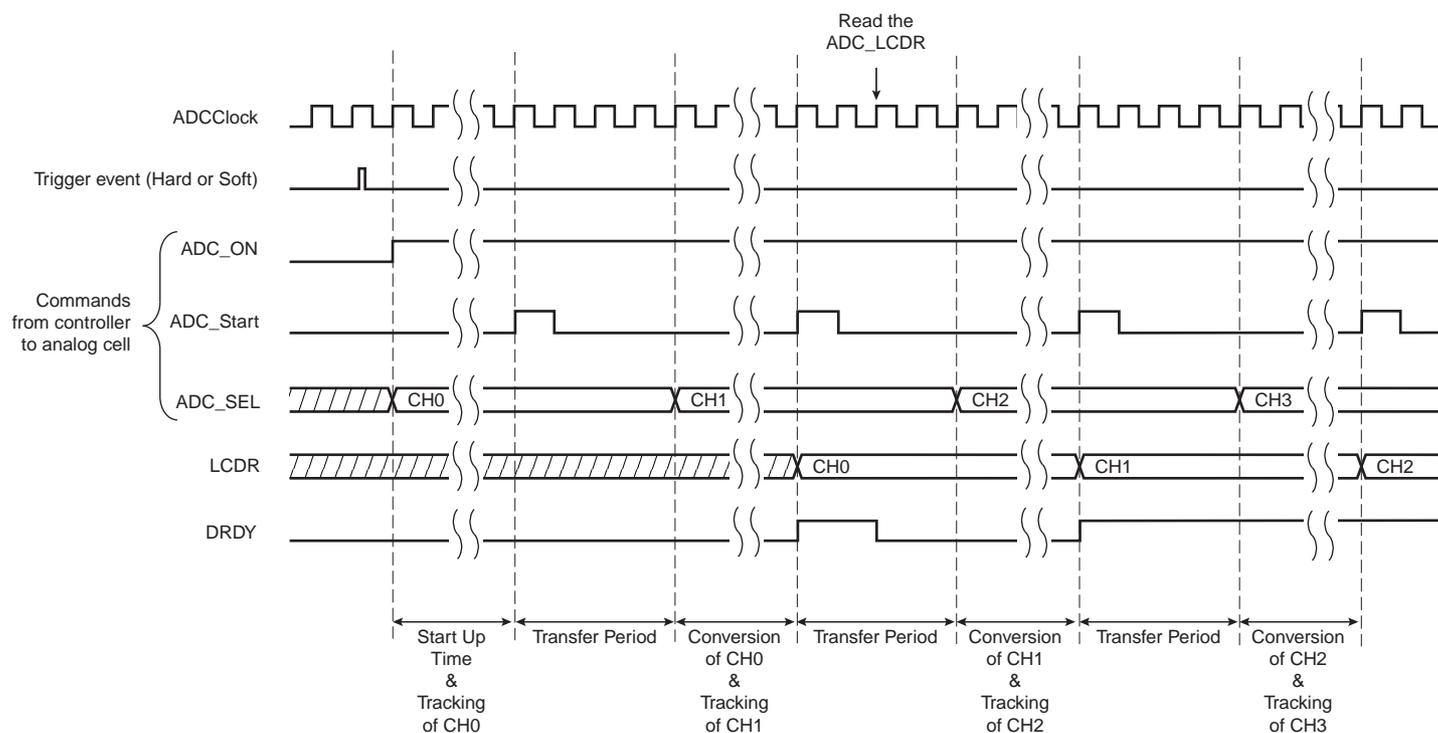 Read the
ADC_LCDR
ADCClock
Trigger event (Hard or Soft)
ADC_ON
Commands
from controller
to analog cell
ADC_Start
ADC_SEL
CH0
CH1
CH2
CH3
LCDR
CH0
CH1
CH2
DRDY
Start Up
Time
&
Tracking
of CH0
Transfer Period
Conversion
of CH0
&
Tracking
of CH1
Transfer Period
Conversion
of CH1
&
Tracking
of CH2
Transfer Period
Conversion
of CH2
&
Tracking
of CH3